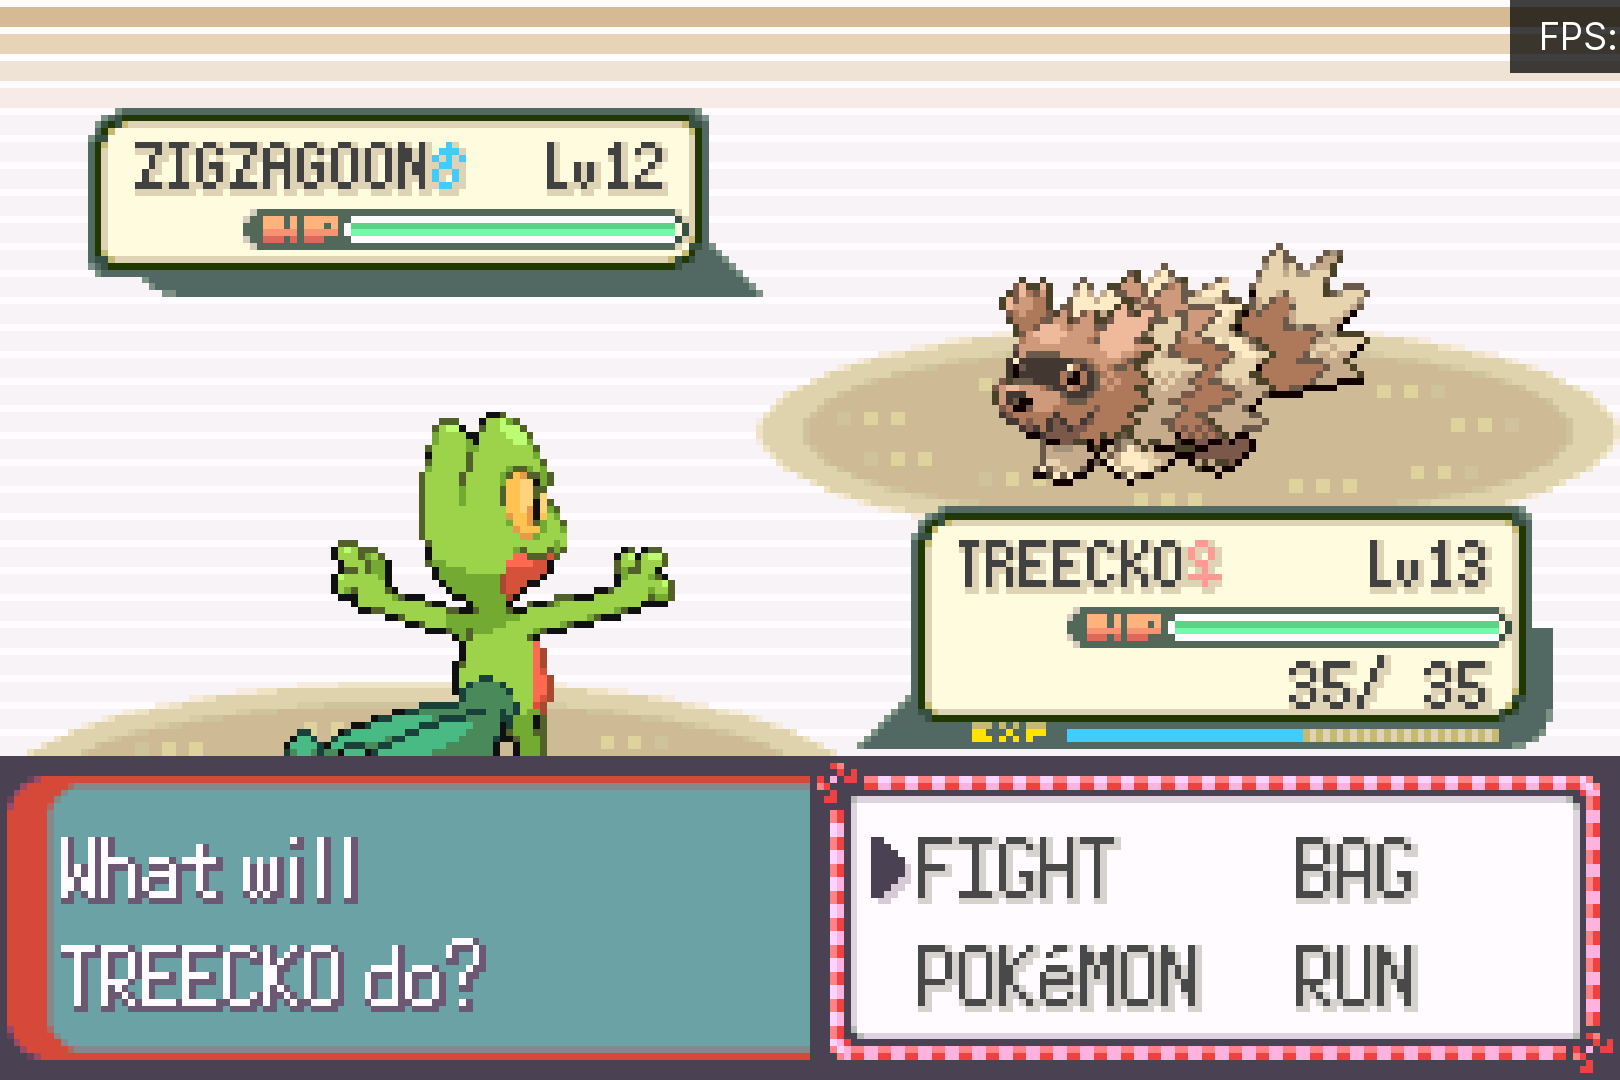 FPS:
ZIGZAGOON♂ Lv12
HP
TREECKO♀ Lv13
HP
35/ 35
EXP
What will
TREECKO do?
▶FIGHT BAG
POKéMON RUN